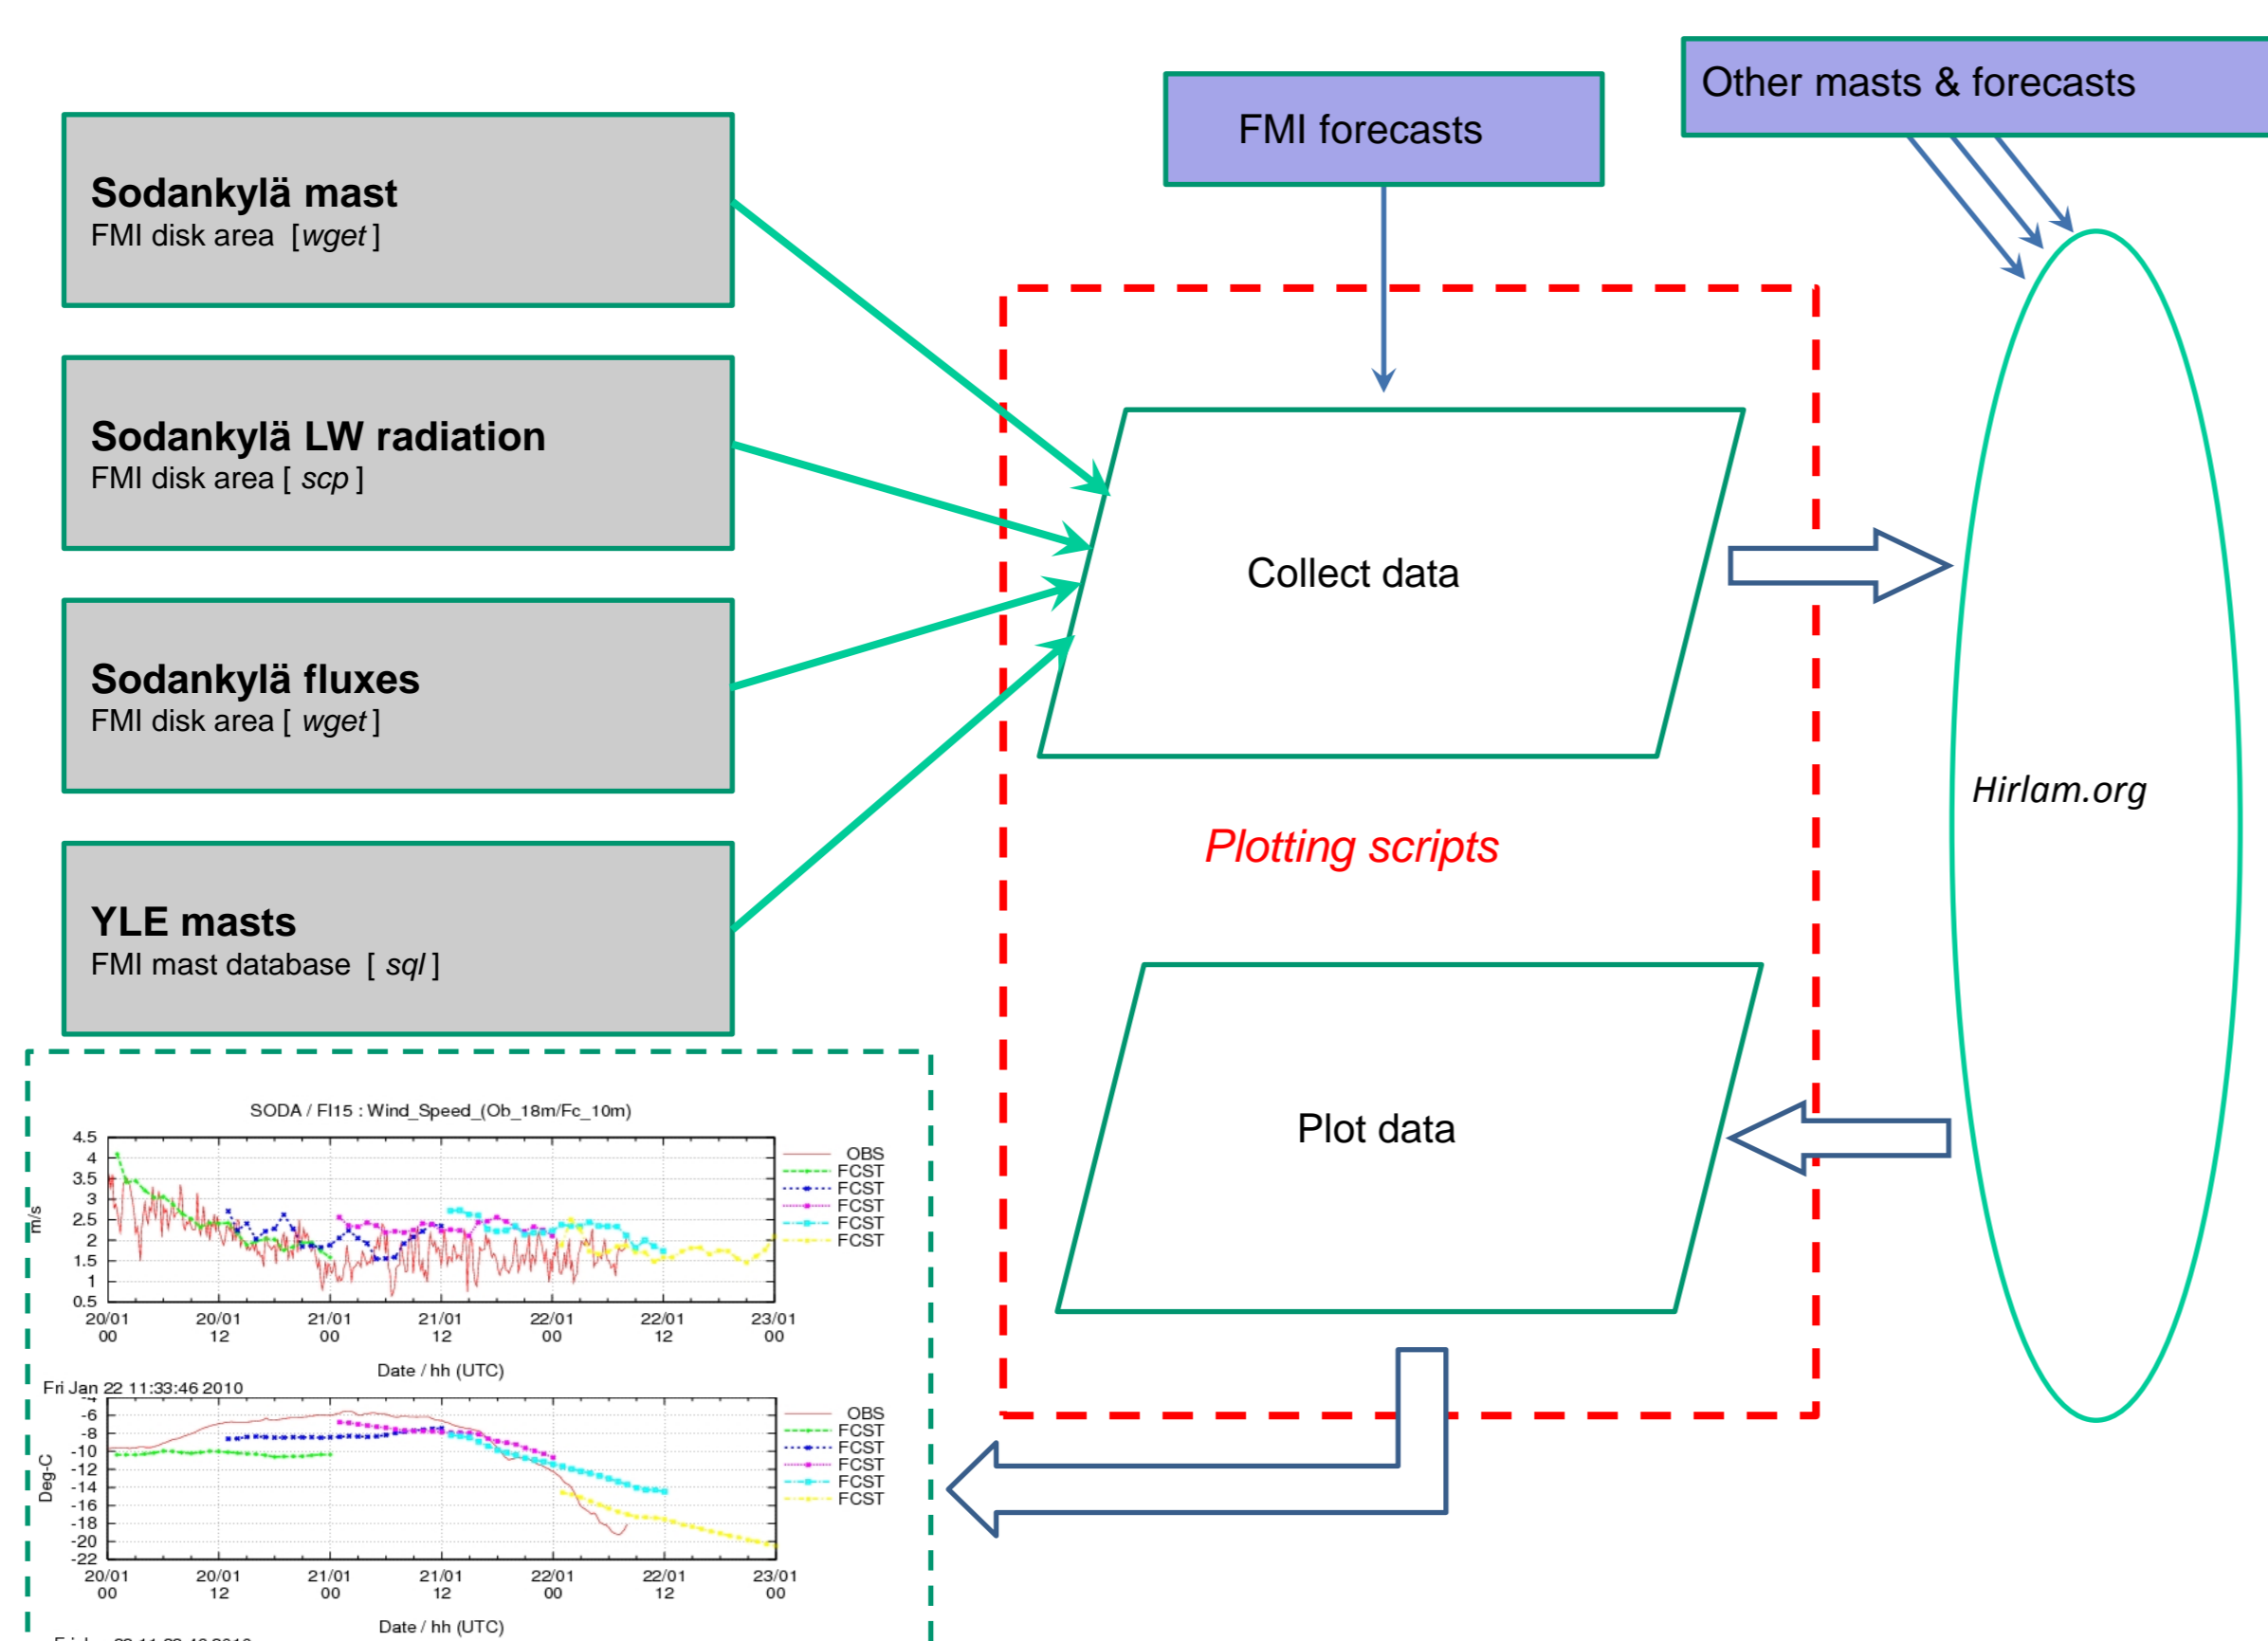 Other masts & forecasts
FMI forecasts
Sodankylä mast
FMI disk area [wget]
Sodankylä LW radiation
FMI disk area [ scp ]
Sodankylä fluxes
FMI disk area [ wget ]
YLE masts
FMI mast database [ sql ]
Collect data
Hirlam.org
Plotting scripts
Plot data
SODA / FI15 : Wind_Speed_(Ob_18m/Fc_10m)
4.5
4
3.5
3
2.5
2
1.5
1
0.5
m/s
OBS
FCST
FCST
FCST
FCST
FCST
20/01 20/01 21/01 21/01 22/01 22/01 23/01
00 12 00 12 00 12 00
Date / hh (UTC)
Fri Jan 22 11:33:46 2010
-4
-6
-8
-10
-12
-14
-16
-18
-20
-22
Deg-C
OBS
FCST
FCST
FCST
FCST
FCST
20/01 20/01 21/01 21/01 22/01 22/01 23/01
00 12 00 12 00 12 00
Date / hh (UTC)